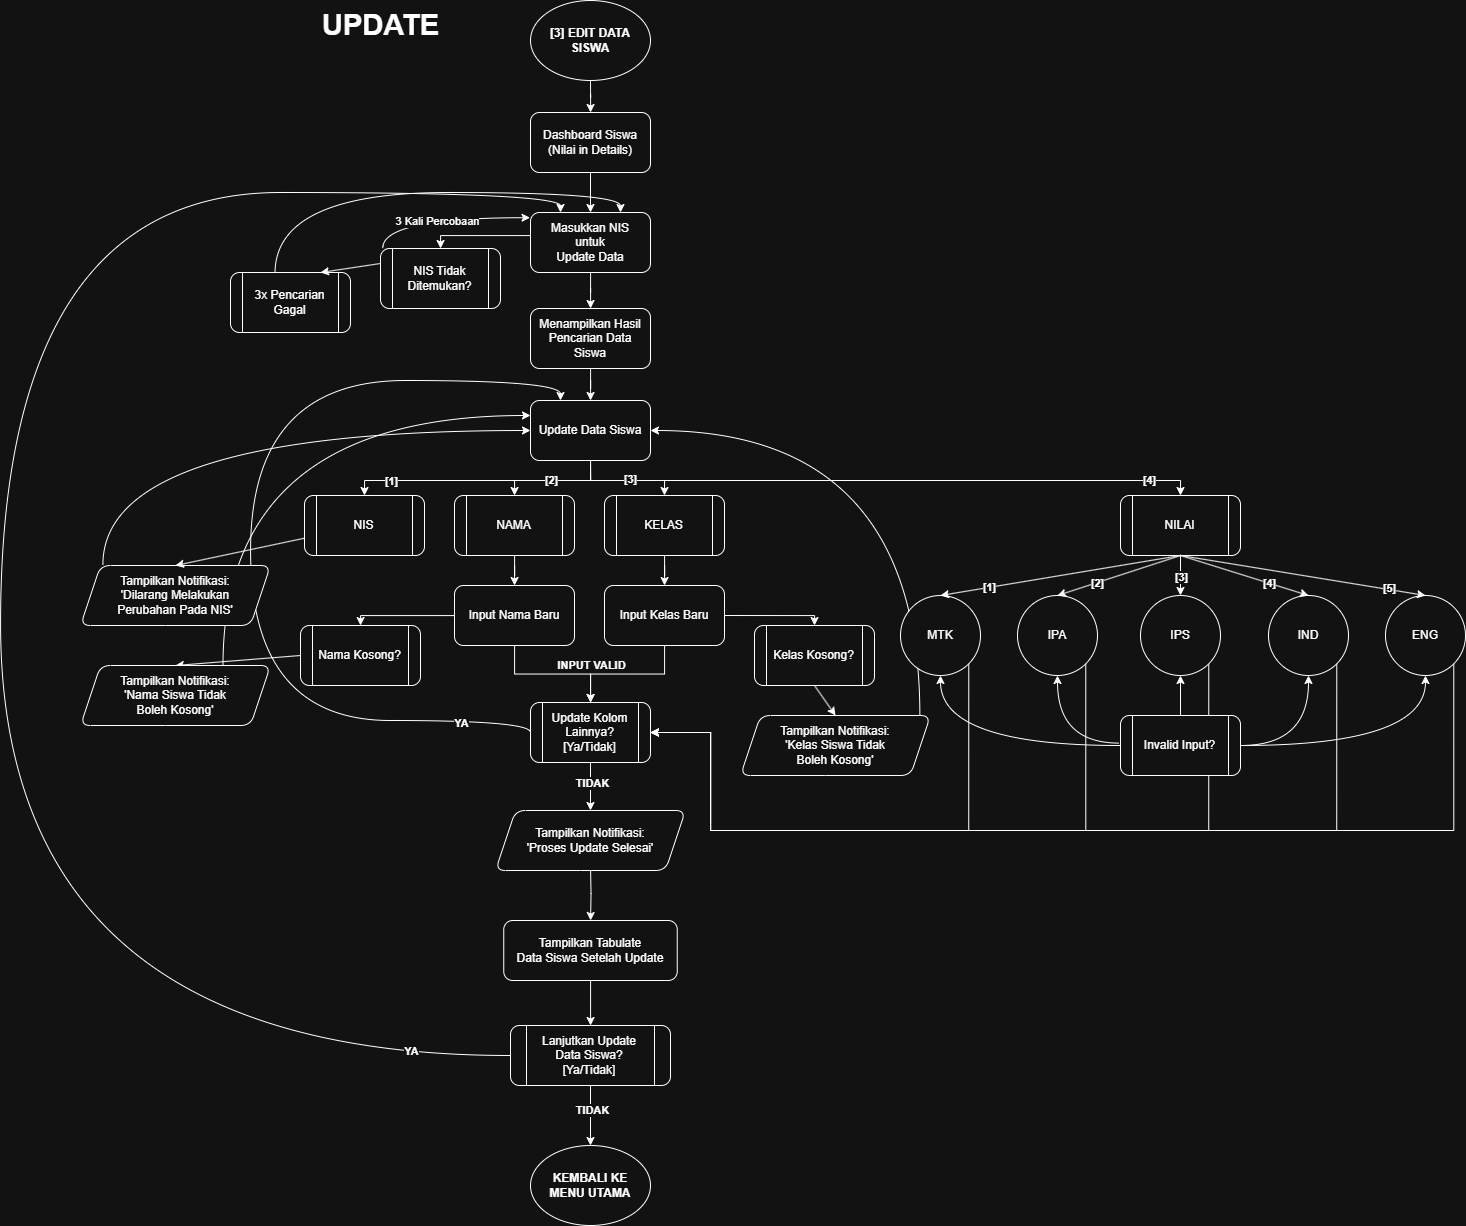 UPDATE
[3] EDIT DATA
SISWA
Dashboard Siswa
(Nilai in Details)
3 Kali Percobaan
Masukkan NIS
untuk
Update Data
NIS Tidak
Ditemukan?
3x Pencarian
Gagal
Menampilkan Hasil
Pencarian Data
Siswa
Update Data Siswa
[1]
[2]
[3]
[4]
NIS
NAMA
KELAS
NILAI
Tampilkan Notifikasi:
'Dilarang Melakukan
Perubahan Pada NIS'
Input Nama Baru
Input Kelas Baru
[1]
[2]
[3]
[4]
[5]
MTK
IPA
IPS
IND
ENG
Nama Kosong?
INPUT VALID
Kelas Kosong?
Tampilkan Notifikasi:
'Nama Siswa Tidak
Boleh Kosong'
YA
Update Kolom
Lainnya?
[Ya/Tidak]
Tampilkan Notifikasi:
'Kelas Siswa Tidak
Boleh Kosong'
Invalid Input?
TIDAK
Tampilkan Notifikasi:
'Proses Update Selesai'
Tampilkan Tabulate
Data Siswa Setelah Update
YA
Lanjutkan Update
Data Siswa?
[Ya/Tidak]
TIDAK
KEMBALI KE
MENU UTAMA